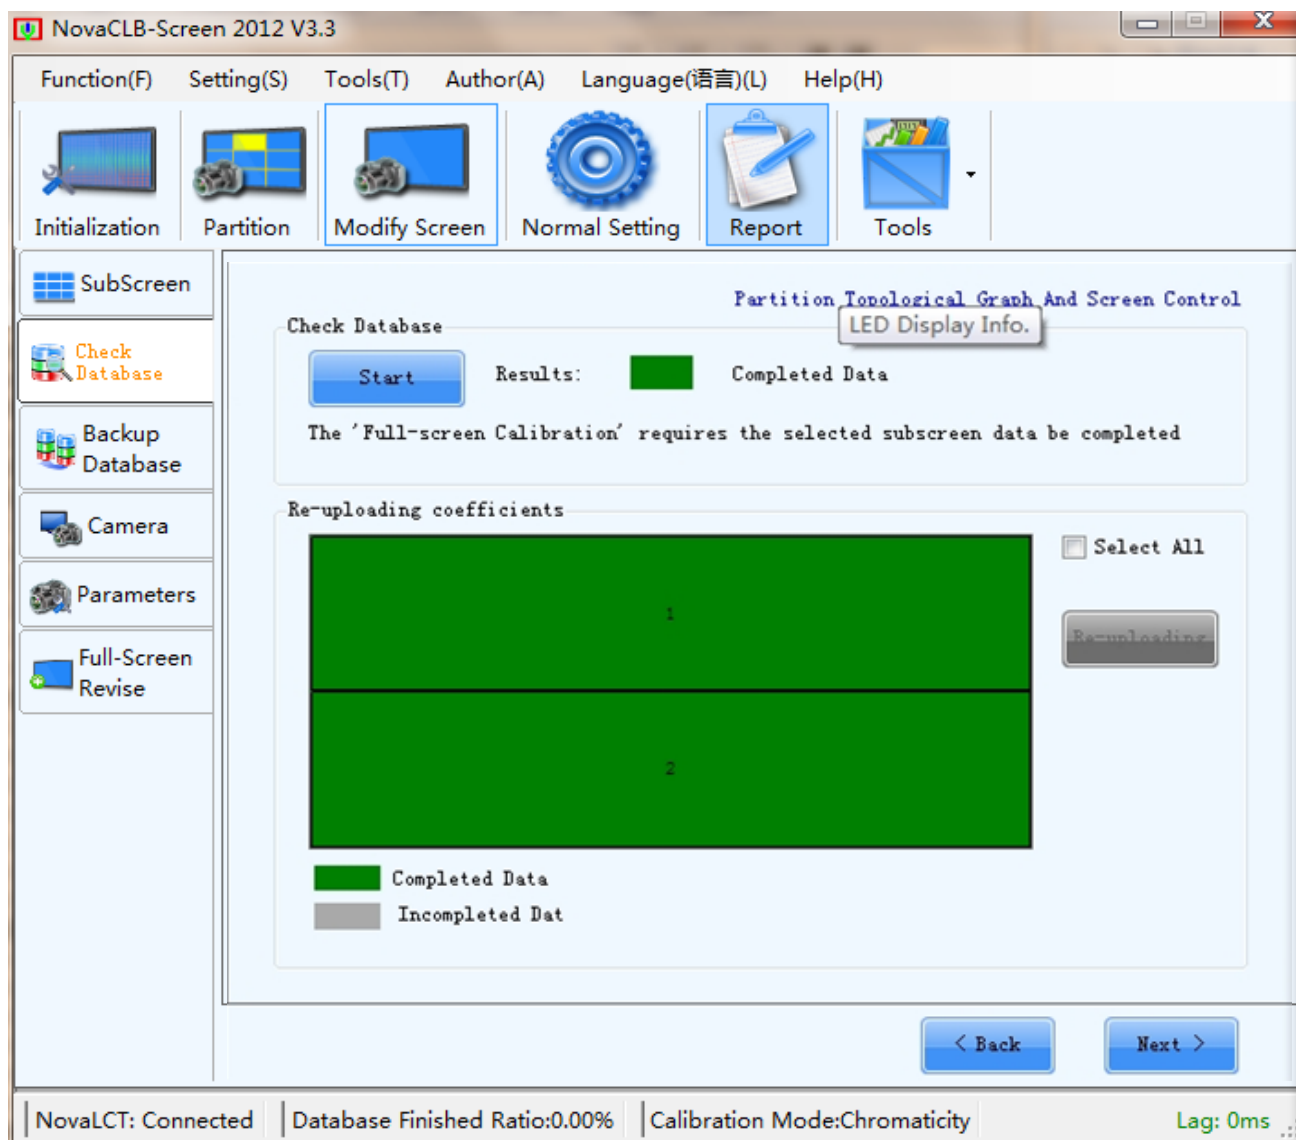 NovaCLB-Screen 2012 V3.3
Function(F) Setting(S) Tools(T) Author(A) Language(语言)(L) Help(H)
Initialization Partition Modify Screen Normal Setting Report Tools
SubScreen
Check
Database
Backup
Database
Camera
Parameters
Full-Screen
Revise
Partition Topological Graph And Screen Control
LED Display Info.
Check Database
Start Results: Completed Data
The 'Full-screen Calibration' requires the selected subscreen data be completed
Re-uploading coefficients
Select All
1
Re-uploading
2
Completed Data
Incompleted Dat
< Back Next >
NovaLCT: Connected Database Finished Ratio:0.00% Calibration Mode:Chromaticity Lag: 0ms